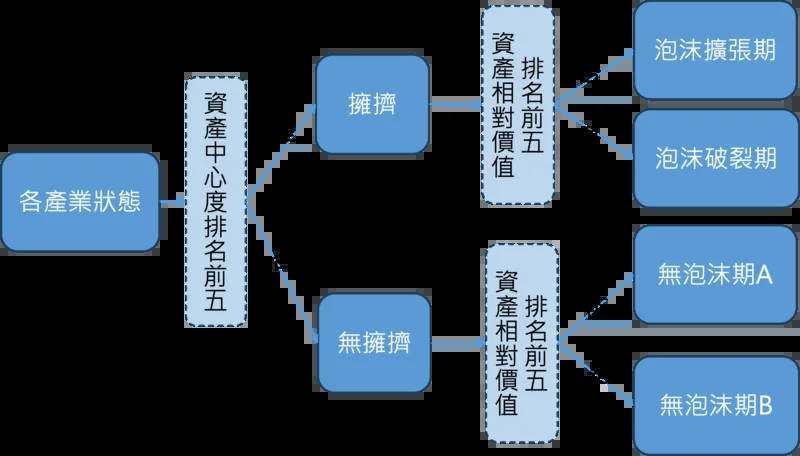 各產業狀態
資產中心度排名前五
擁擠
無擁擠
資產相對價值
排名前五
資產相對價值
排名前五
泡沫擴張期
泡沫破裂期
無泡沫期A
無泡沫期B